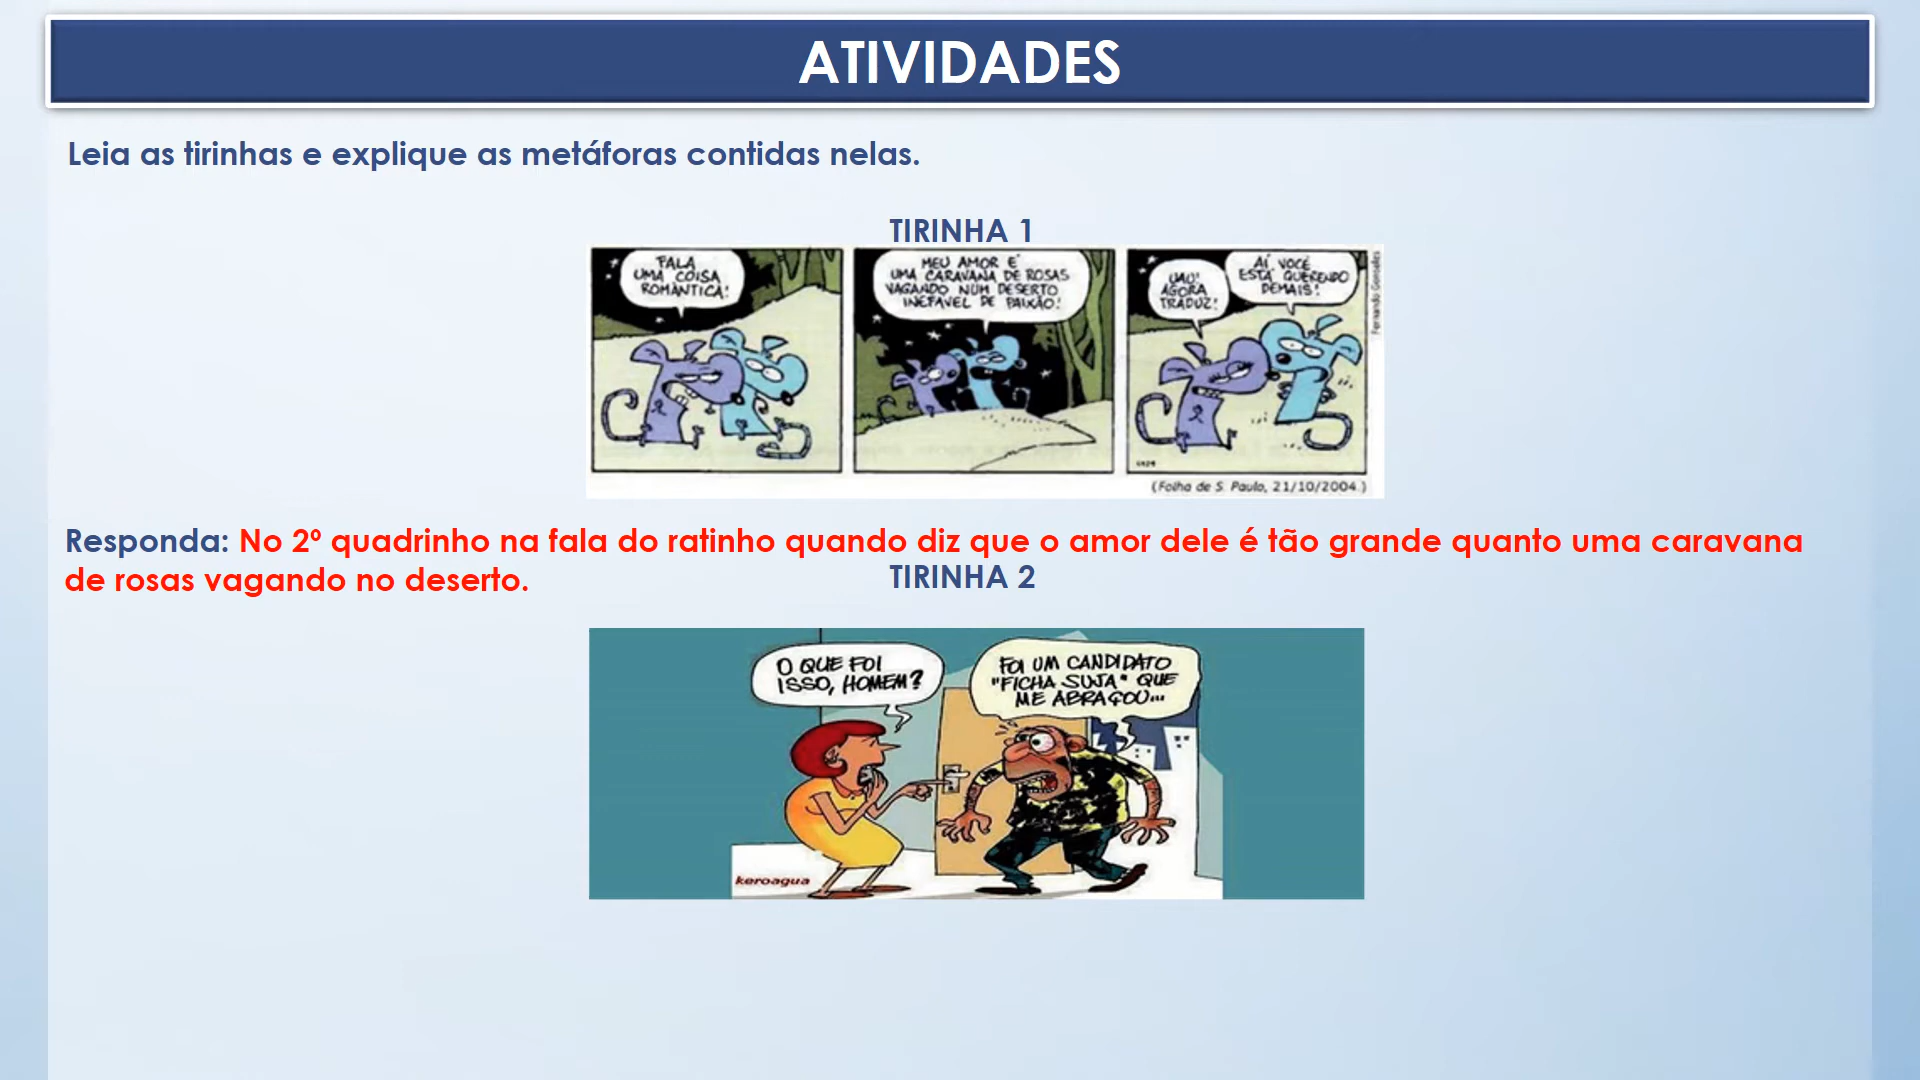 ATIVIDADES
Leia as tirinhas e explique as metáforas contidas nelas.
TIRINHA 1
FALA
UMA COISA
ROMÂNTICA!
MEU AMOR É
UMA CARAVANA DE ROSAS
VAGANDO NUM DESERTO
INEFÁVEL DE PAIXÃO!
UAU!
AGORA
TRADUZ!
AÍ VOCÊ
ESTÁ QUERENDO
DEMAIS!
Fernando Gonsales
(Folha de S. Paulo, 21/10/2004.)
Responda: No 2º quadrinho na fala do ratinho quando diz que o amor dele é tão grande quanto uma caravana
de rosas vagando no deserto.
TIRINHA 2
O QUE FOI
ISSO, HOMEM?
FOI UM CANDIDATO
"FICHA SUJA" QUE
ME ABRAÇOU...
keroagua